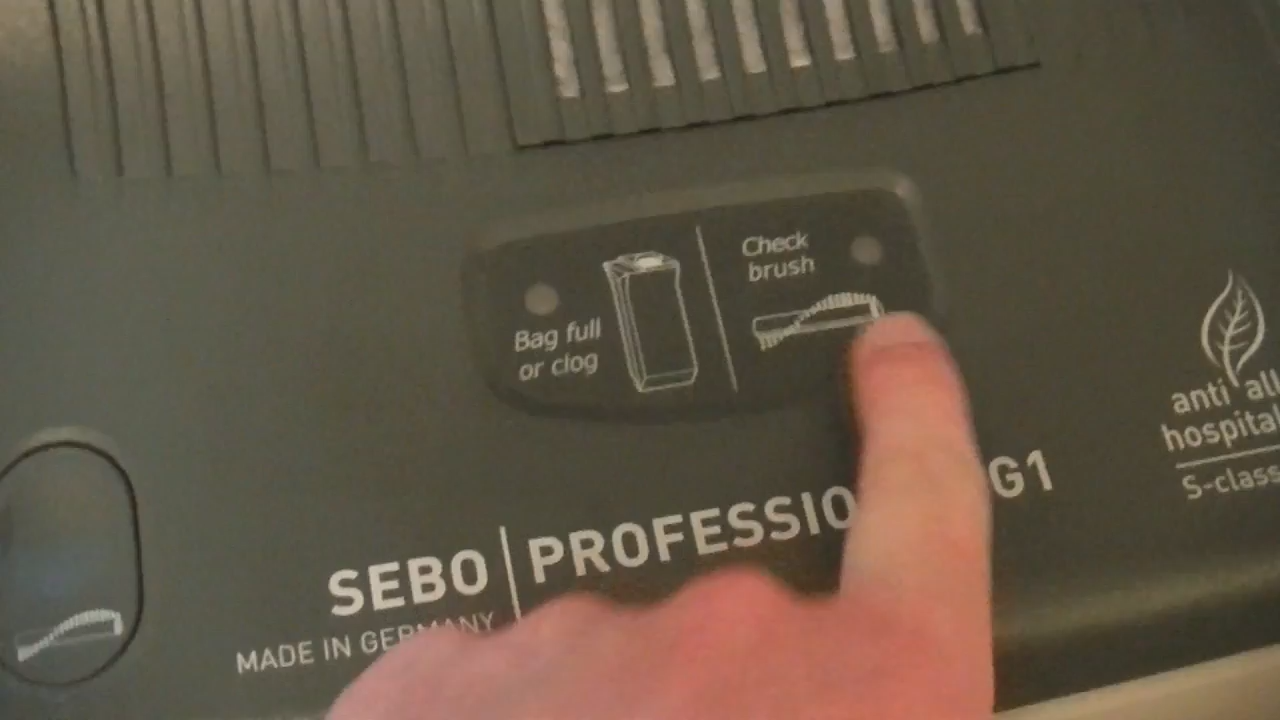 Check
brush
Bag full
or clog
SEBO | PROFESSIO G1
MADE IN GERMANY
anti all
hospital
S-class